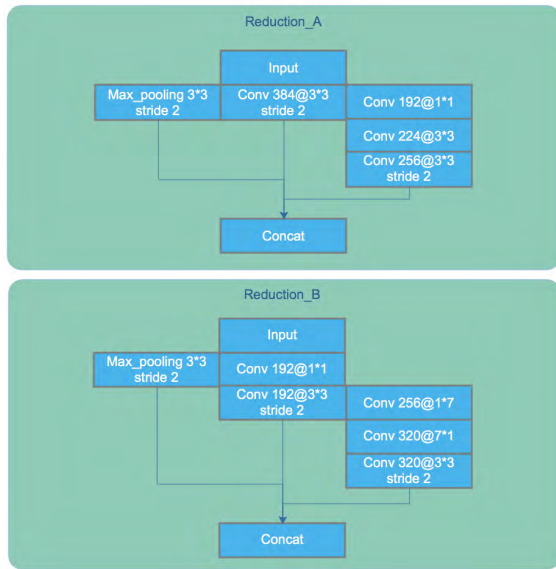 Reduction_A
Input
Max_pooling 3*3
stride 2
Conv 384@3*3
stride 2
Conv 192@1*1
Conv 224@3*3
Conv 256@3*3
stride 2
Concat
Reduction_B
Input
Max_pooling 3*3
stride 2
Conv 192@1*1
Conv 192@3*3
stride 2
Conv 256@1*7
Conv 320@7*1
Conv 320@3*3
stride 2
Concat